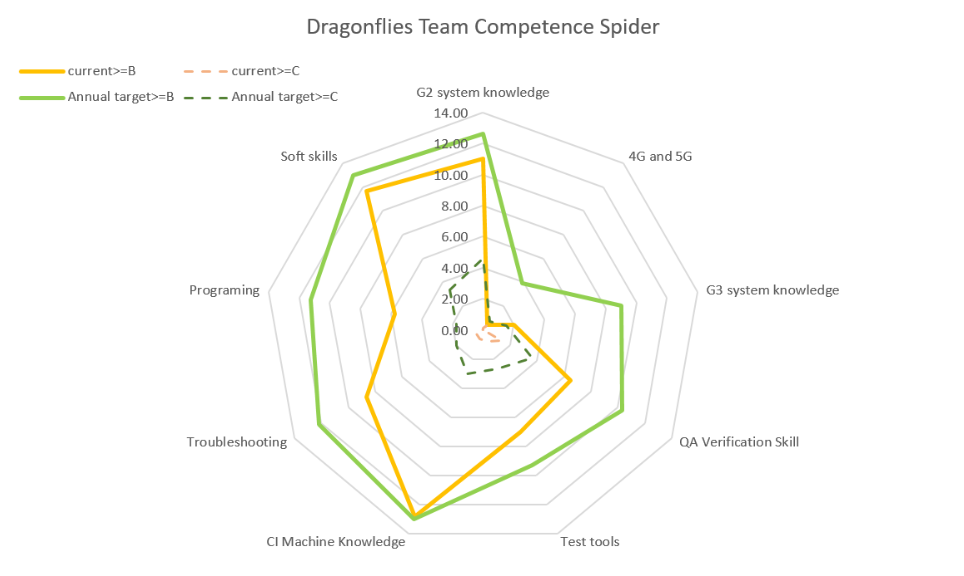 Dragonflies Team Competence Spider
current>=B
current>=C
Annual target>=B
Annual target>=C
G2 system knowledge
14.00
12.00
10.00
8.00
6.00
4.00
2.00
0.00
4G and 5G
G3 system knowledge
QA Verification Skill
Test tools
CI Machine Knowledge
Troubleshooting
Programing
Soft skills